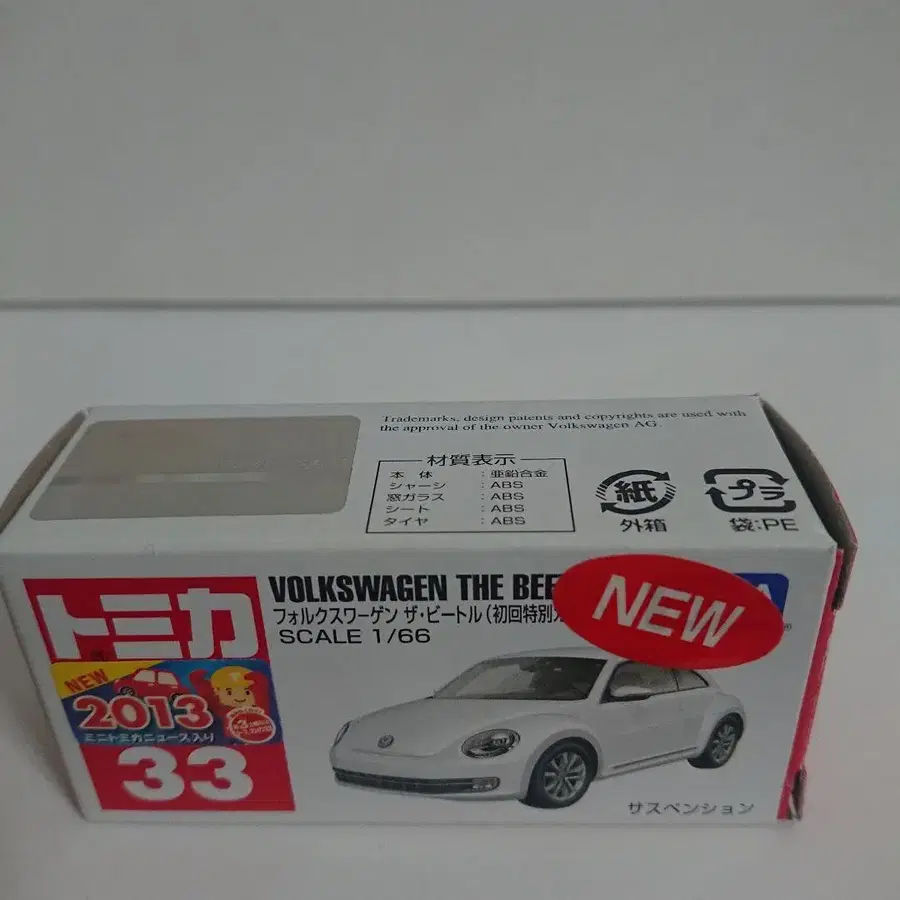 Trademarks, design patents and copyrights are used with
the approval of the owner Volkswagen AG.
材質表示
本体 : 亜鉛合金
シャーシ : ABS
窓ガラス : ABS
シート : ABS
タイヤ : ABS
紙
外箱
プラ
袋:PE
トミカ
VOLKSWAGEN THE BEE
フォルクスワーゲン ザ・ビートル(初回特別
SCALE 1/66
NEW
A
®
NEW
2013
ミニトミカニュース入り
33
サスペンション